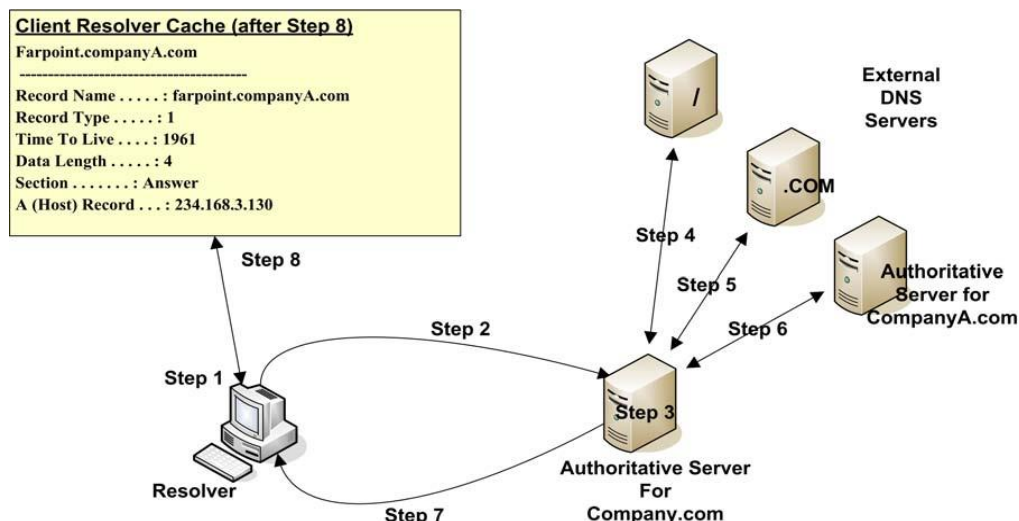 Client Resolver Cache (after Step 8)
Farpoint.companyA.com
----------------------------------------
Record Name . . . . . : farpoint.companyA.com
Record Type . . . . . : 1
Time To Live . . . . : 1961
Data Length . . . . . : 4
Section . . . . . . . : Answer
A (Host) Record . . . : 234.168.3.130
/
External
DNS
Servers
.COM
Step 4
Step 8
Step 5
Authoritative
Server for
CompanyA.com
Step 2
Step 6
Step 1
Step 3
Authoritative Server
For
Company.com
Resolver
Step 7